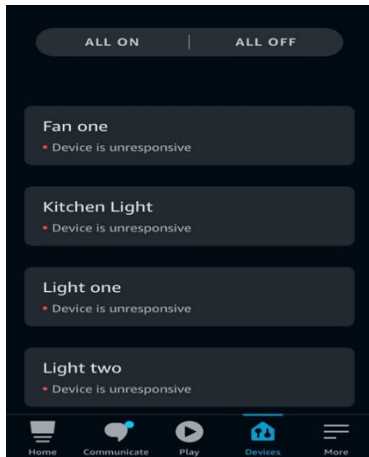 ALL ON | ALL OFF
Fan one
• Device is unresponsive
Kitchen Light
• Device is unresponsive
Light one
• Device is unresponsive
Light two
• Device is unresponsive
Home Communicate Play Devices More